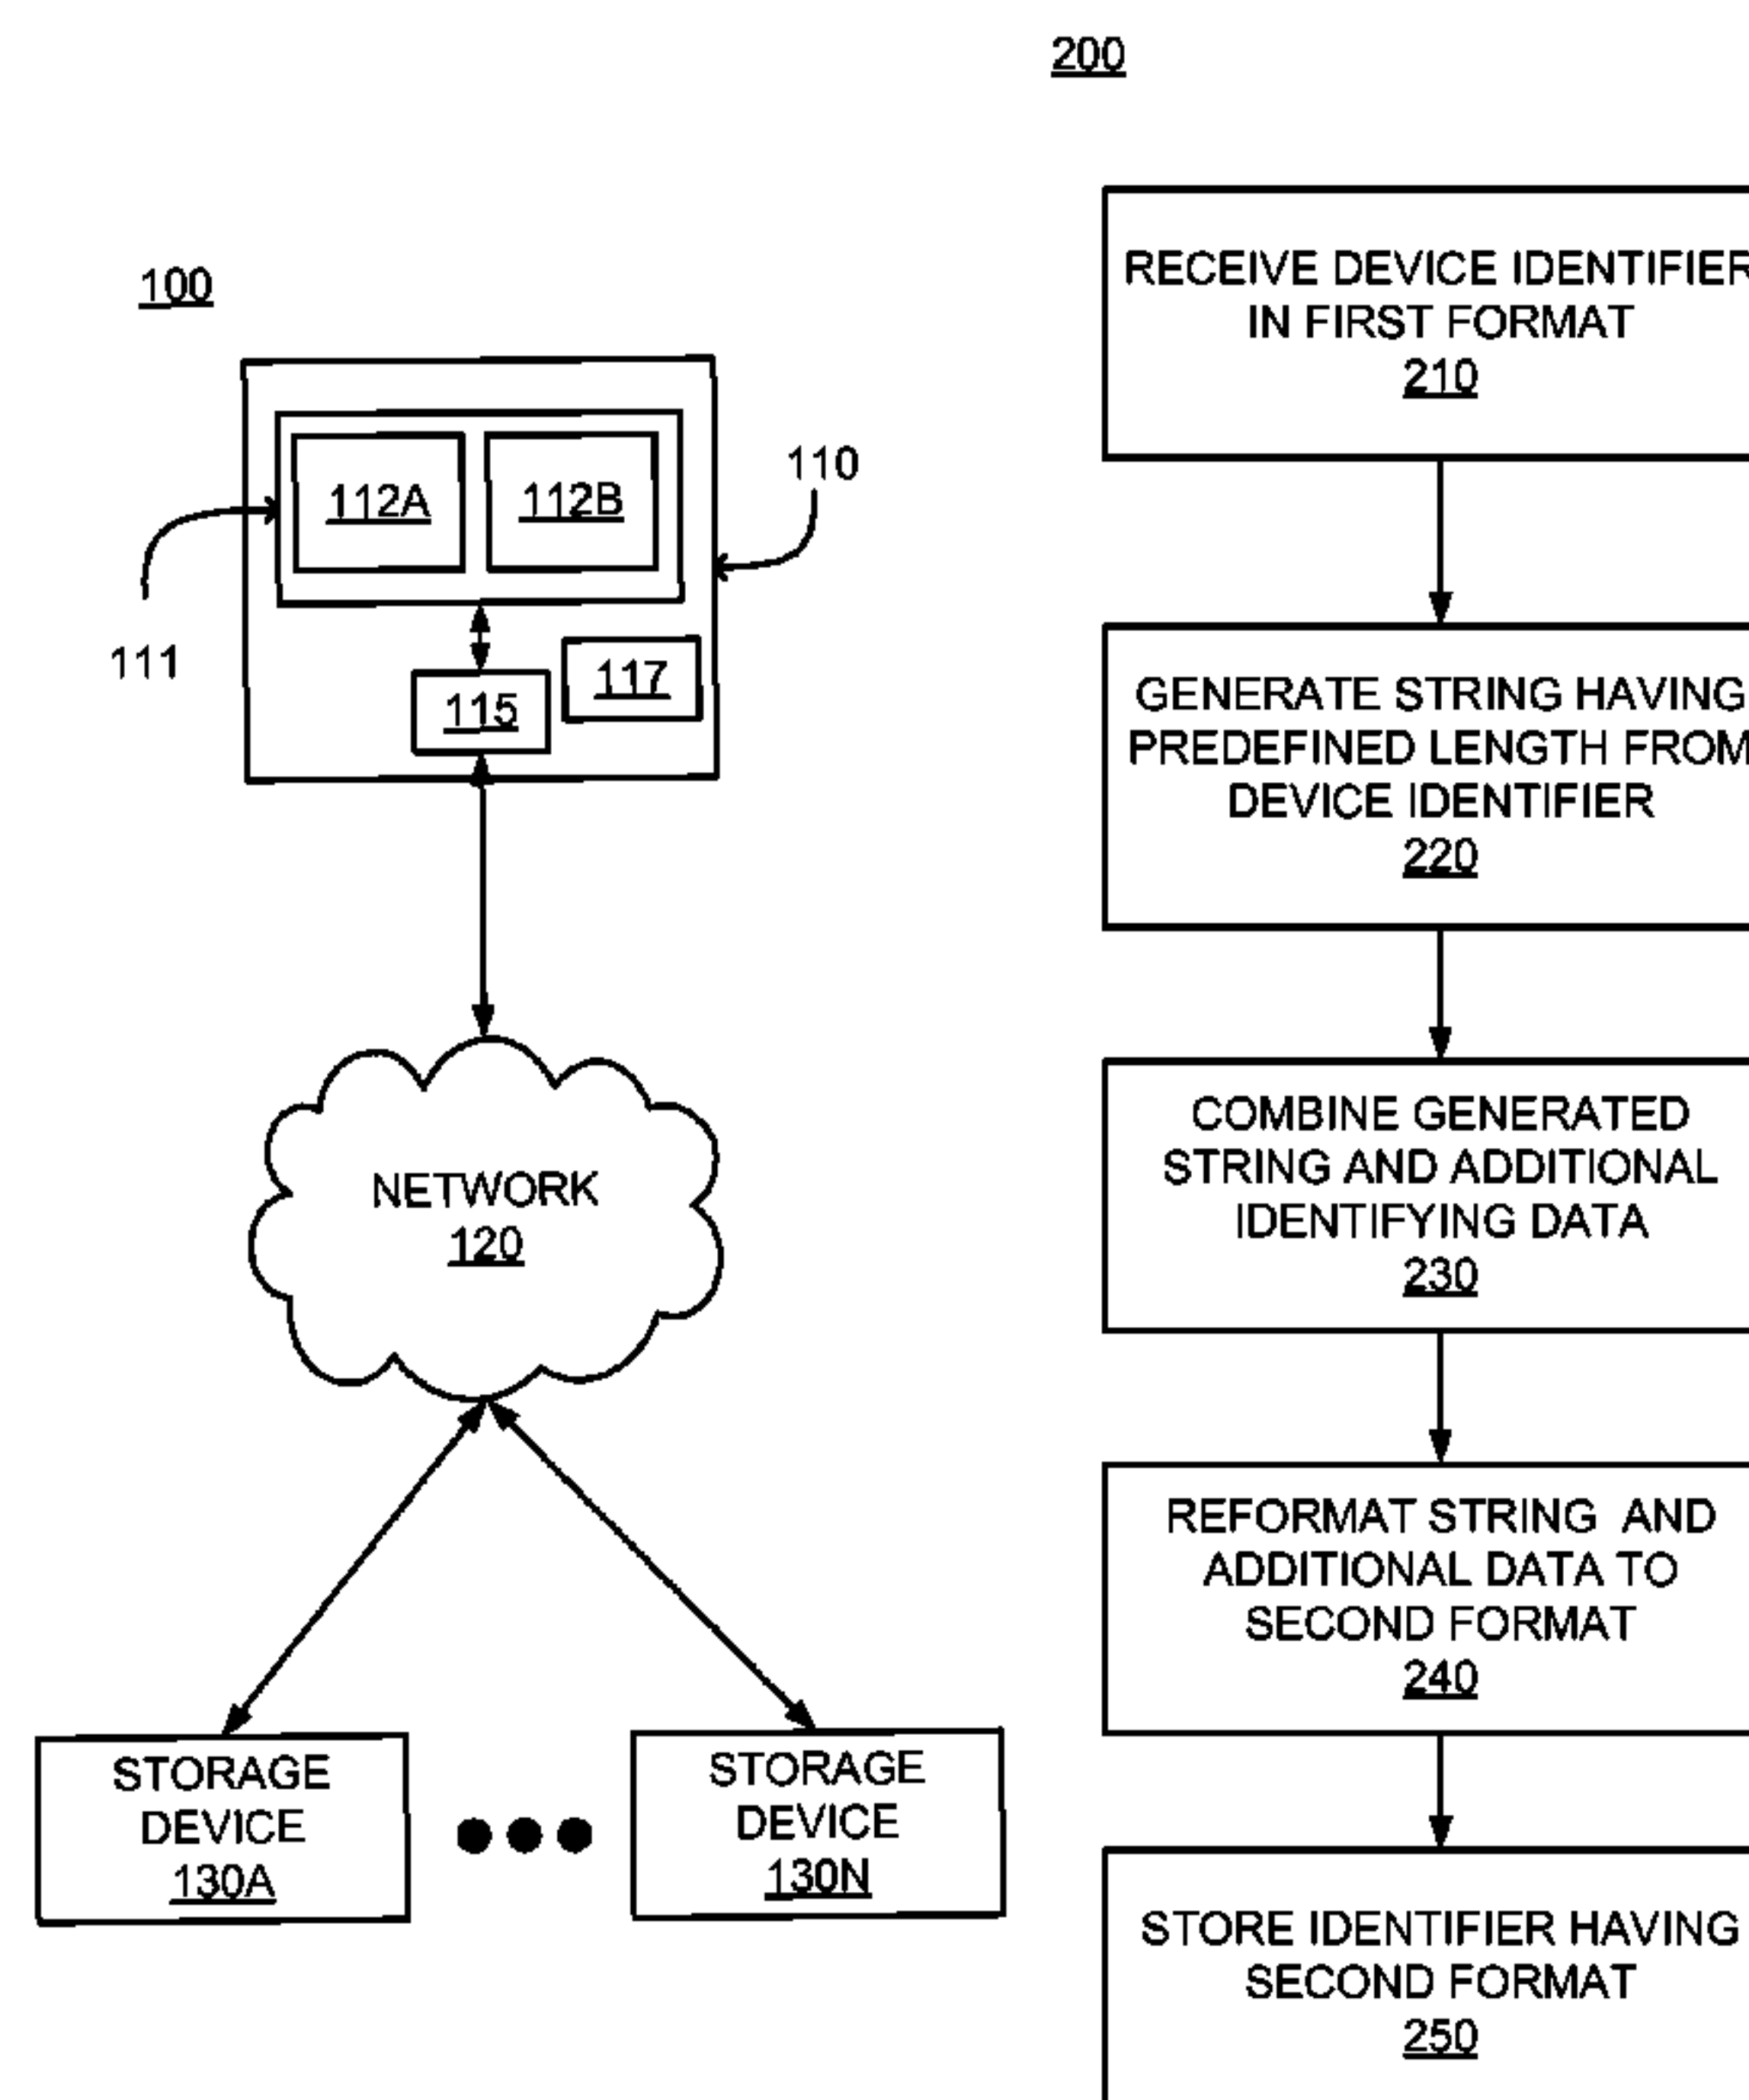 100
112A
112B
110
111
117
115
NETWORK
120
STORAGE
DEVICE
130A
STORAGE
DEVICE
130N
200
RECEIVE DEVICE IDENTIFIER
IN FIRST FORMAT
210
GENERATE STRING HAVING
PREDEFINED LENGTH FROM
DEVICE IDENTIFIER
220
COMBINE GENERATED
STRING AND ADDITIONAL
IDENTIFYING DATA
230
REFORMAT STRING AND
ADDITIONAL DATA TO
SECOND FORMAT
240
STORE IDENTIFIER HAVING
SECOND FORMAT
250